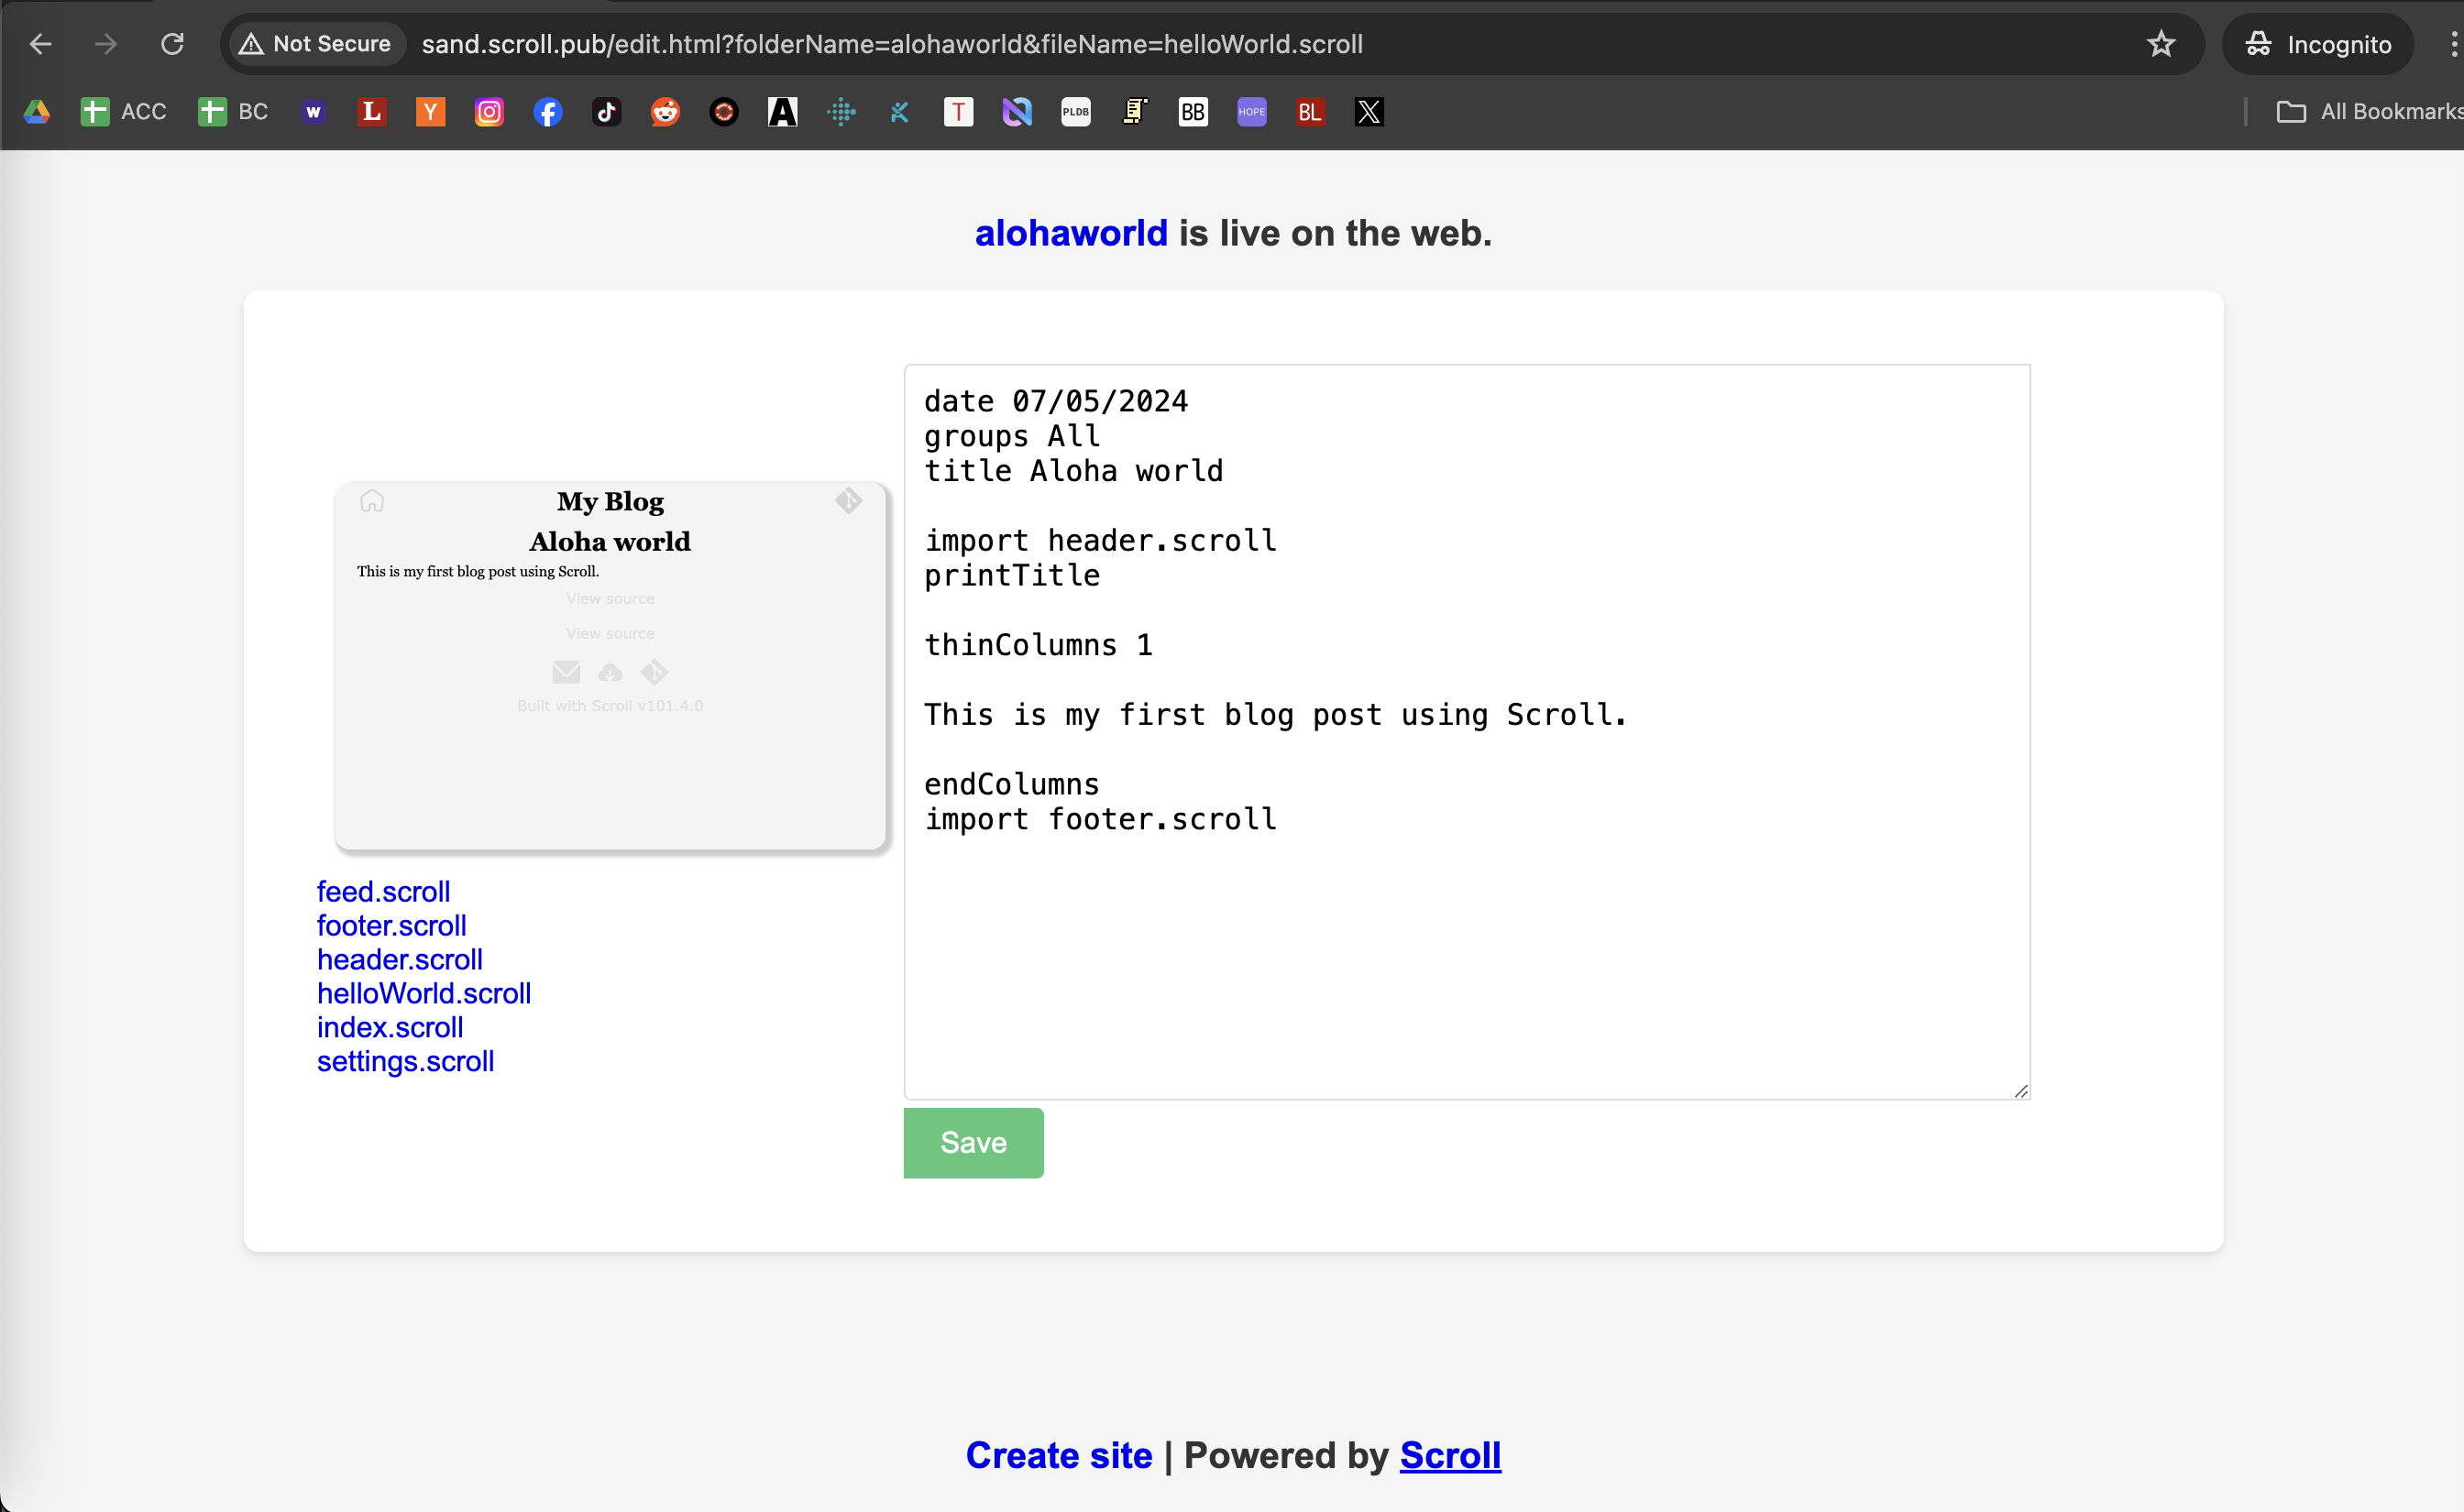 Not Secure sand.scroll.pub/edit.html?folderName=alohaworld&fileName=helloWorld.scroll Incognito
ACC BC w L Y A T PLDB BB HOPE BL X All Bookmarks
alohaworld is live on the web.
My Blog
Aloha world
This is my first blog post using Scroll.
View source
View source
Built with Scroll v101.4.0
feed.scroll
footer.scroll
header.scroll
helloWorld.scroll
index.scroll
settings.scroll
date 07/05/2024
groups All
title Aloha world
import header.scroll
printTitle
thinColumns 1
This is my first blog post using Scroll.
endColumns
import footer.scroll
Save
Create site | Powered by Scroll